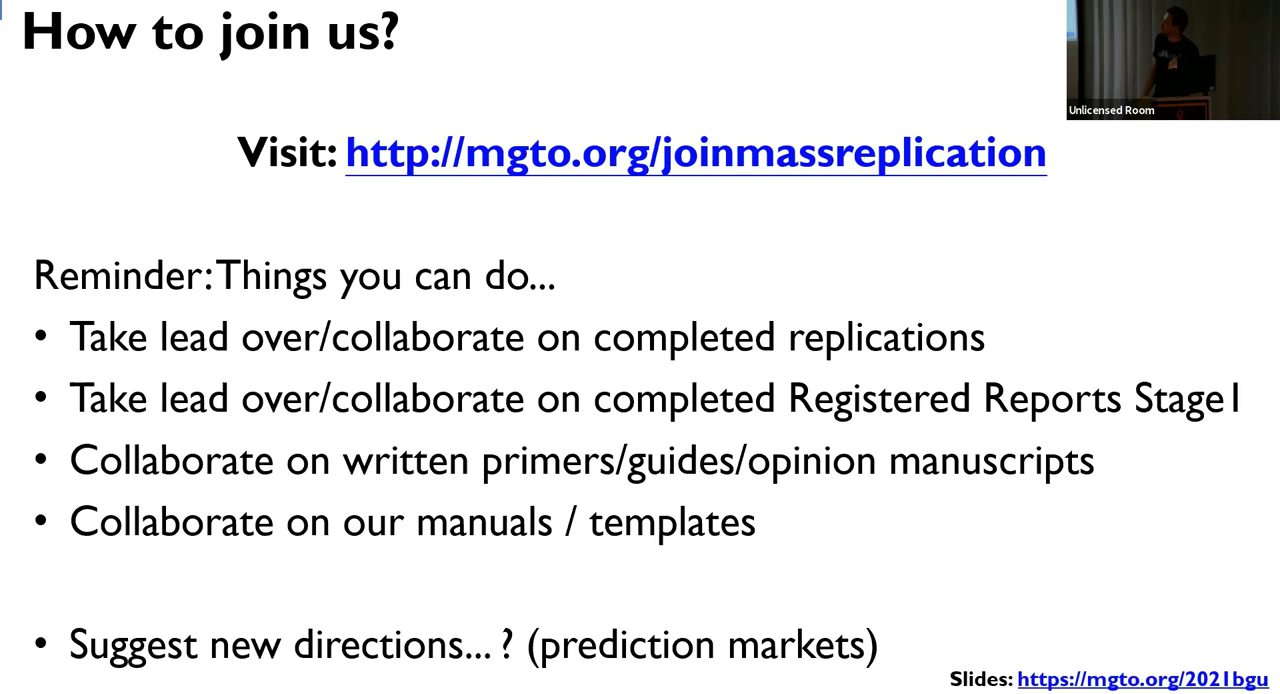 How to join us?
Unlicensed Room
Visit: http://mgto.org/joinmassreplication
Reminder: Things you can do...
• Take lead over/collaborate on completed replications
• Take lead over/collaborate on completed Registered Reports Stage1
• Collaborate on written primers/guides/opinion manuscripts
• Collaborate on our manuals / templates
• Suggest new directions... ? (prediction markets)
Slides: https://mgto.org/2021bgu